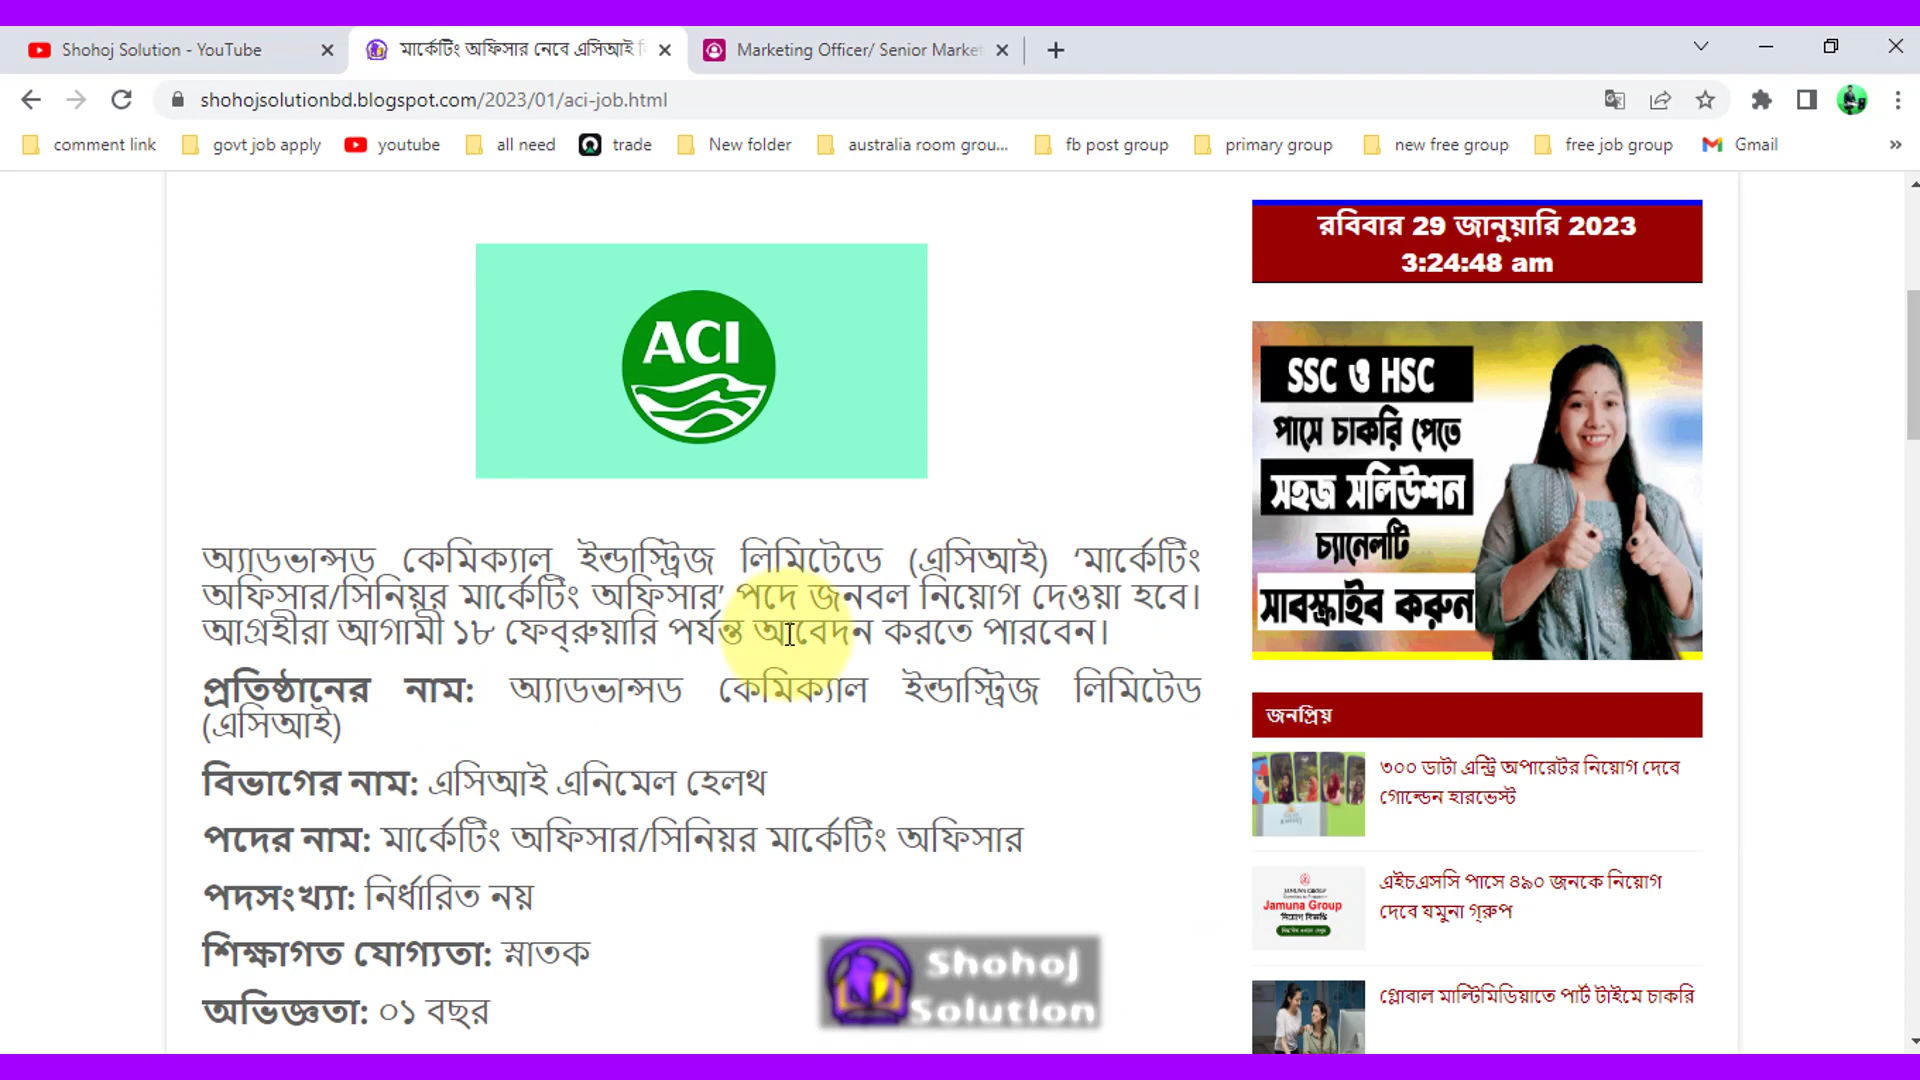 Shohoj Solution - YouTube
মার্কেটিং অফিসার নেবে এসিআই
Marketing Officer/ Senior Market
shohojsolutionbd.blogspot.com/2023/01/aci-job.html
comment link
govt job apply
youtube
all need
trade
New folder
australia room grou...
fb post group
primary group
new free group
free job group
Gmail
ACI
অ্যাডভান্সড কেমিক্যাল ইন্ডাস্ট্রিজ লিমিটেডে (এসিআই) ‘মার্কেটিং
অফিসার/সিনিয়র মার্কেটিং অফিসার’ পদে জনবল নিয়োগ দেওয়া হবে।
আগ্রহীরা আগামী ১৮ ফেব্রুয়ারি পর্যন্ত আবেদন করতে পারবেন।
প্রতিষ্ঠানের নাম: অ্যাডভান্সড কেমিক্যাল ইন্ডাস্ট্রিজ লিমিটেড
(এসিআই)
বিভাগের নাম: এসিআই এনিমেল হেলথ
পদের নাম: মার্কেটিং অফিসার/সিনিয়র মার্কেটিং অফিসার
পদসংখ্যা: নির্ধারিত নয়
শিক্ষাগত যোগ্যতা: স্নাতক
অভিজ্ঞতা: ০১ বছর
Shohoj
Solution
রবিবার 29 জানুয়ারি 2023
3:24:48 am
SSC ও HSC
পাসে চাকরি পেতে
সহজ সলিউশন
চ্যানেলটি
সাবস্ক্রাইব করুন
জনপ্রিয়
৩০০ ডাটা এন্ট্রি অপারেটর নিয়োগ দেবে
গোল্ডেন হারভেস্ট
JAMUNA GROUP
Jamuna Group
নিয়োগ বিজ্ঞপ্তি
এইচএসসি পাসে ৪৯০ জনকে নিয়োগ
দেবে যমুনা গ্রুপ
গ্লোবাল মাল্টিমিডিয়াতে পার্ট টাইমে চাকরি